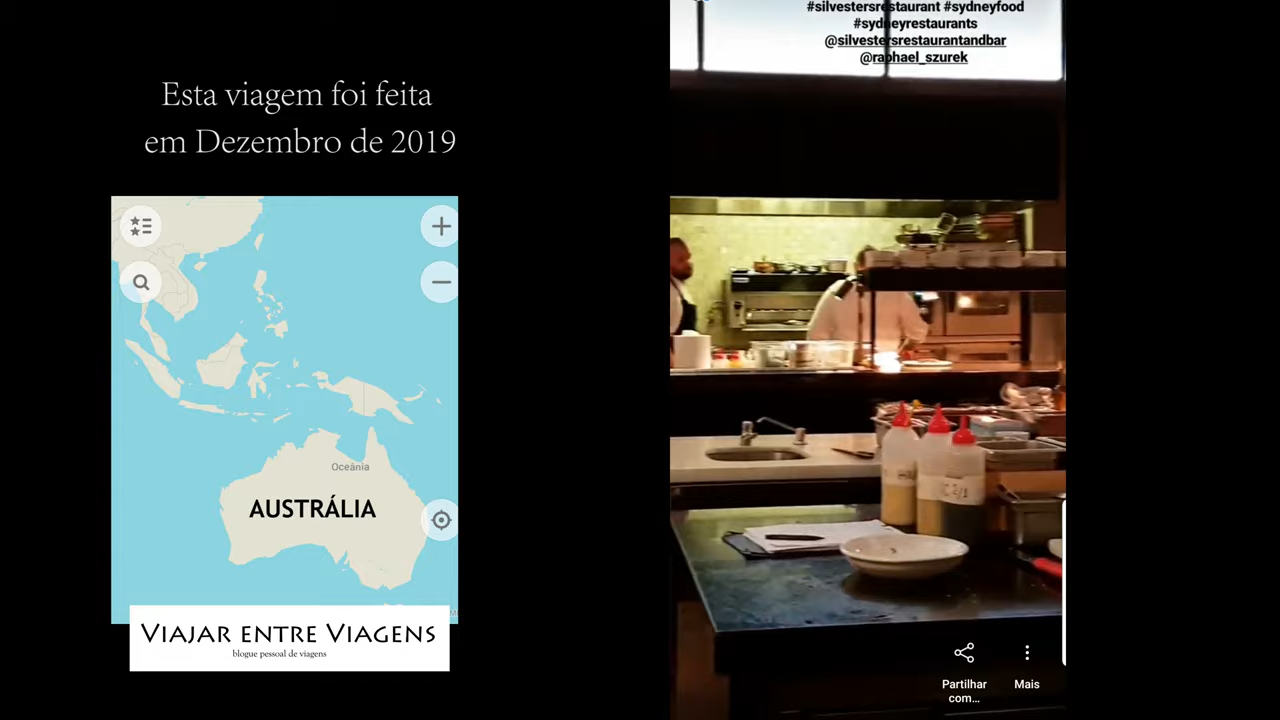 Esta viagem foi feita
em Dezembro de 2019
Oceânia
AUSTRÁLIA
VIAJAR ENTRE VIAGENS
blogue pessoal de viagens
#silvestersrestaurant #sydneyfood
#sydneyrestaurants
@silvestersrestaurantandbar
@raphael_szurek
Partilhar
com...
Mais